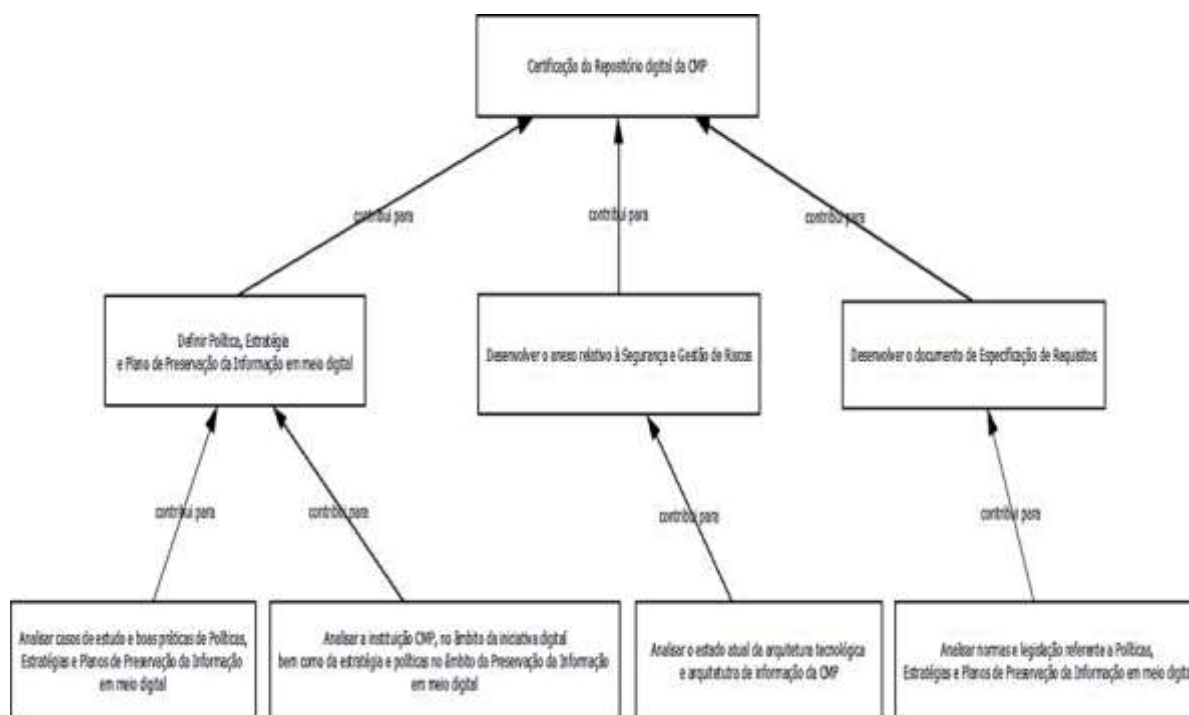 Certificação do Repositório digital da CMP
contribui para
contribui para
contribui para
Definir Política, Estratégia
e Plano de Preservação da Informação em meio digital
Desenvolver o anexo relativo à Segurança e Gestão de Riscos
Desenvolver o documento de Especificação de Requisitos
contribui para
contribui para
contribui para
contribui para
Analisar casos de estudo e boas práticas de Políticas,
Estratégias e Planos de Preservação da Informação
em meio digital
Analisar a instituição CMP, no âmbito da iniciativa digital
bem como da estratégia e políticas no âmbito da Preservação da Informação
em meio digital
Analisar o estado atual da arquitetura tecnológica
e arquitetutra de informação da CMP
Analisar normas e legislação referente a Políticas,
Estratégias e Planos de Preservação da Informação em meio digital